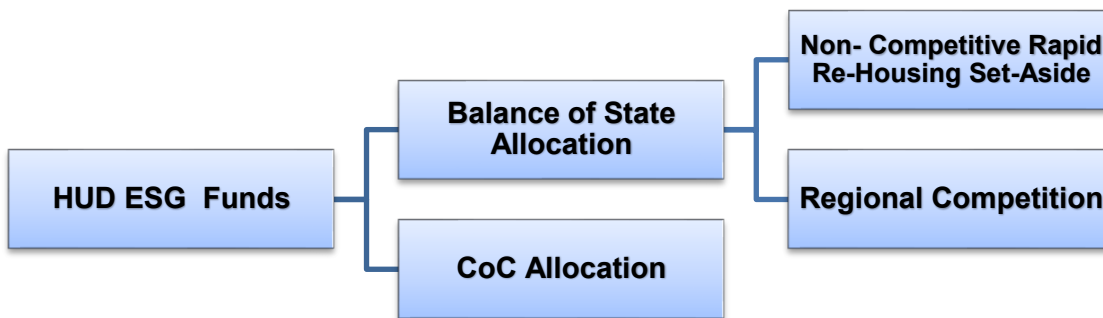 Non- Competitive Rapid
Re-Housing Set-Aside
Balance of State
Allocation
HUD ESG  Funds
Regional Competition
CoC Allocation